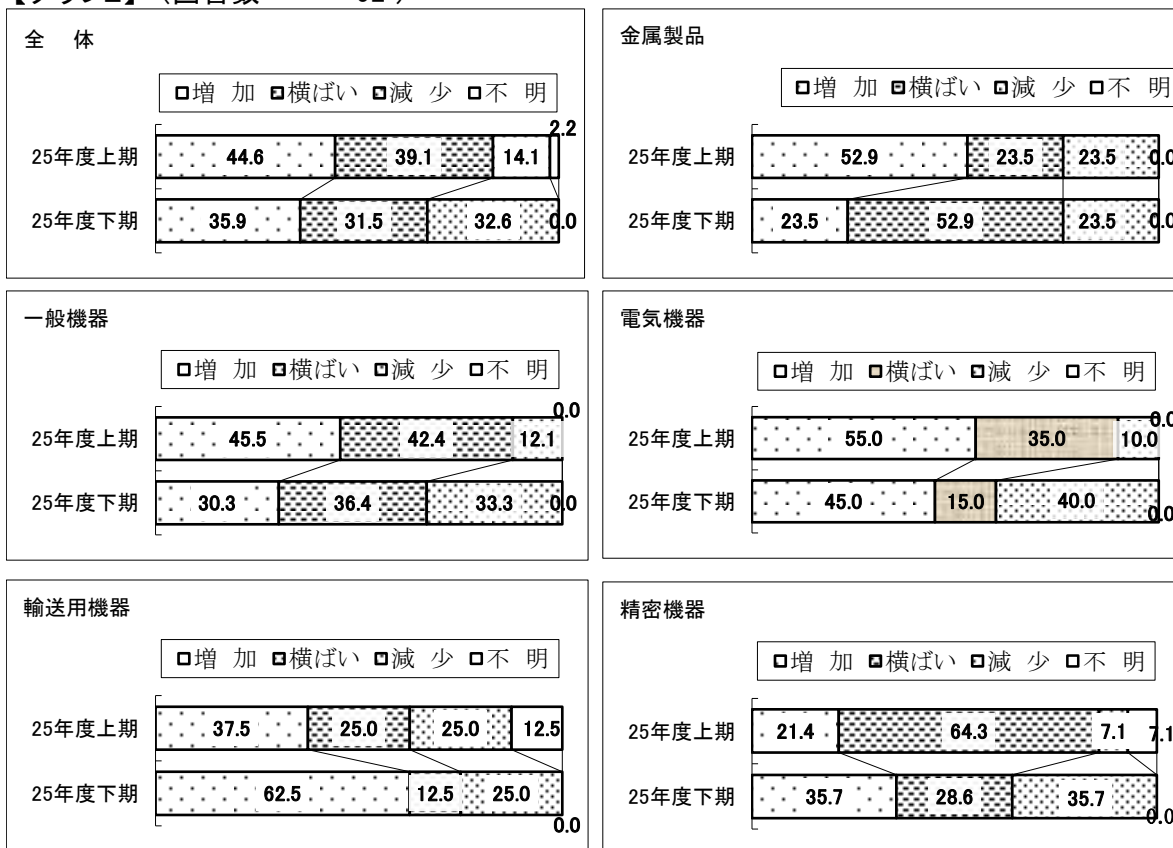 全 体
□増 加 □横ばい □減 少 □不 明
25年度上期 44.6 39.1 14.1 2.2
25年度下期 35.9 31.5 32.6 0.0
金属製品
□増 加 □横ばい □減 少 □不 明
25年度上期 52.9 23.5 23.5 0.0
25年度下期 23.5 52.9 23.5 0.0
一般機器
□増 加 □横ばい □減 少 □不 明
25年度上期 45.5 42.4 12.1 0.0
25年度下期 30.3 36.4 33.3 0.0
電気機器
□増 加 □横ばい □減 少 □不 明
25年度上期 55.0 35.0 10.0 0.0
25年度下期 45.0 15.0 40.0 0.0
輸送用機器
□増 加 □横ばい □減 少 □不 明
25年度上期 37.5 25.0 25.0 12.5
25年度下期 62.5 12.5 25.0 0.0
精密機器
□増 加 □横ばい □減 少 □不 明
25年度上期 21.4 64.3 7.1 7.1
25年度下期 35.7 28.6 35.7 0.0